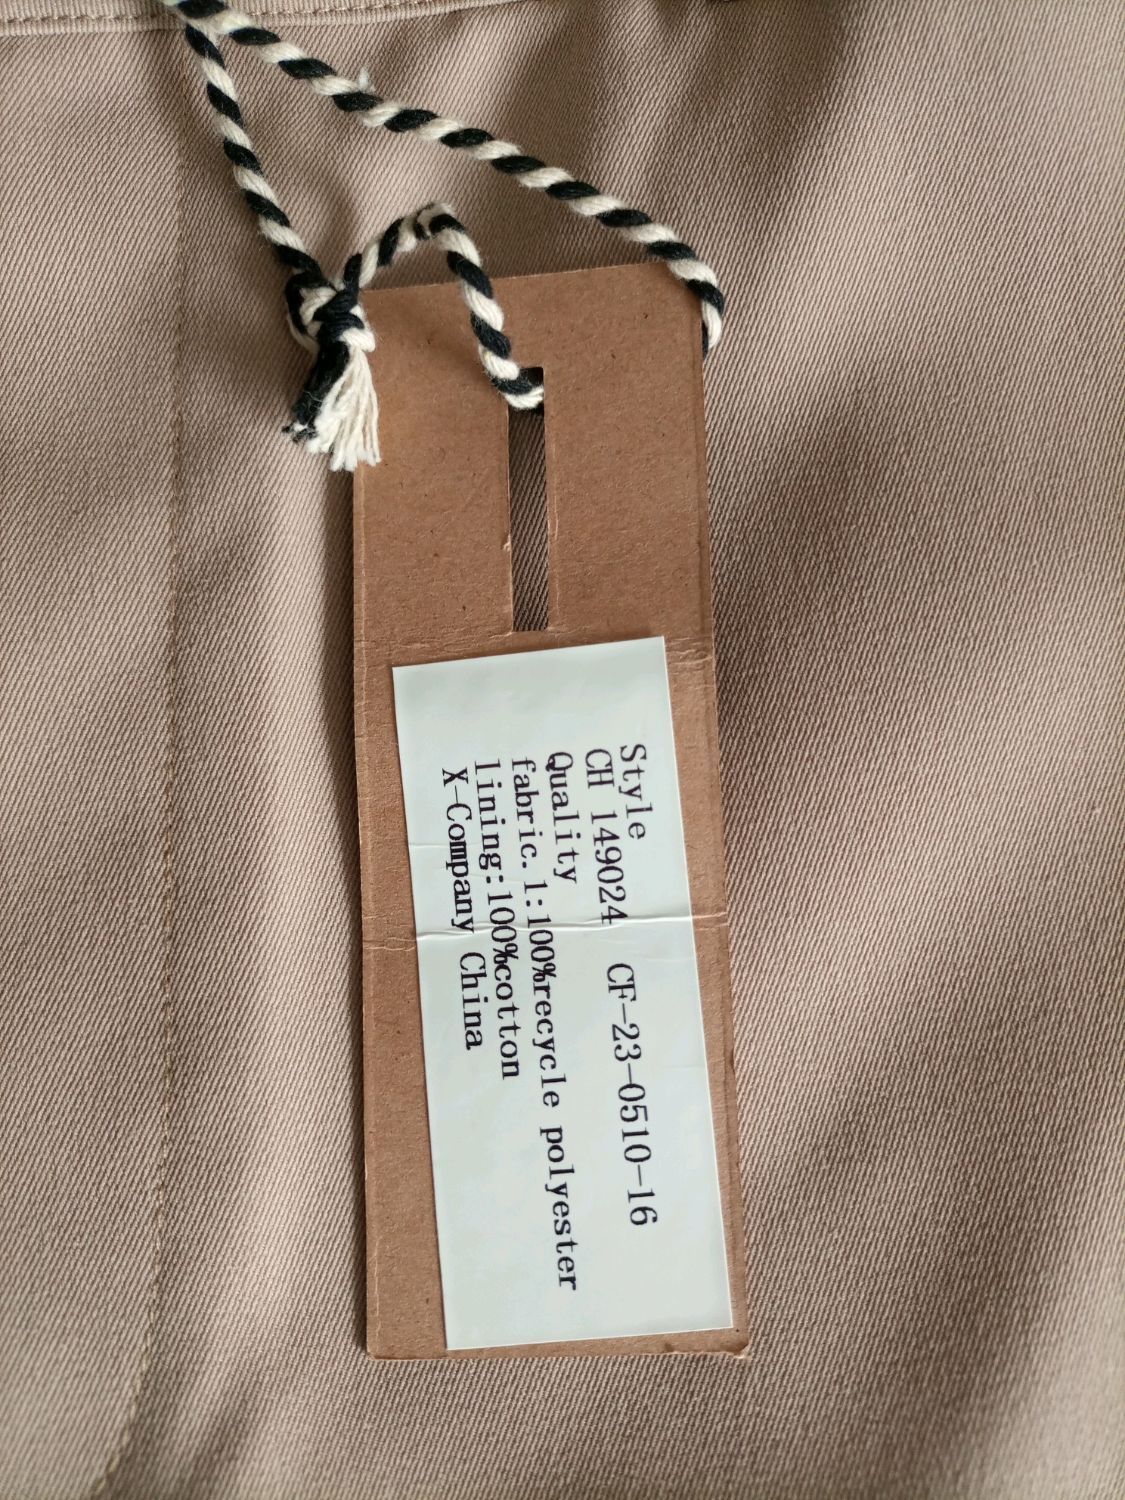 Style
CH 149024  CF-23-0510-16
Quality
fabric.1:100%recycle polyester
lining:100%cotton
X-Company China